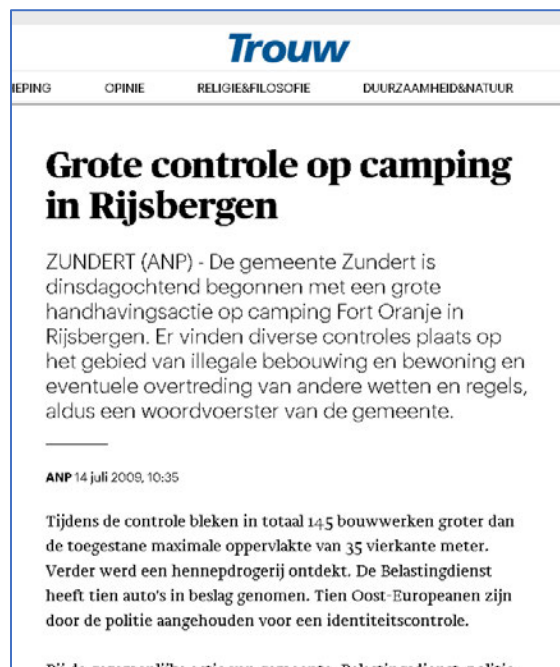 Trouw
IEPING OPINIE RELIGIE&FILOSOFIE DUURZAAMHEID&NATUUR
Grote controle op camping
in Rijsbergen
ZUNDERT (ANP) - De gemeente Zundert is
dinsdagochtend begonnen met een grote
handhavingsactie op camping Fort Oranje in
Rijsbergen. Er vinden diverse controles plaats op
het gebied van illegale bebouwing en bewoning en
eventuele overtreding van andere wetten en regels,
aldus een woordvoerster van de gemeente.
ANP 14 juli 2009, 10:35
Tijdens de controle bleken in totaal 145 bouwwerken groter dan
de toegestane maximale oppervlakte van 35 vierkante meter.
Verder werd een hennepdrogerij ontdekt. De Belastingdienst
heeft tien auto's in beslag genomen. Tien Oost-Europeanen zijn
door de politie aangehouden voor een identiteitscontrole.